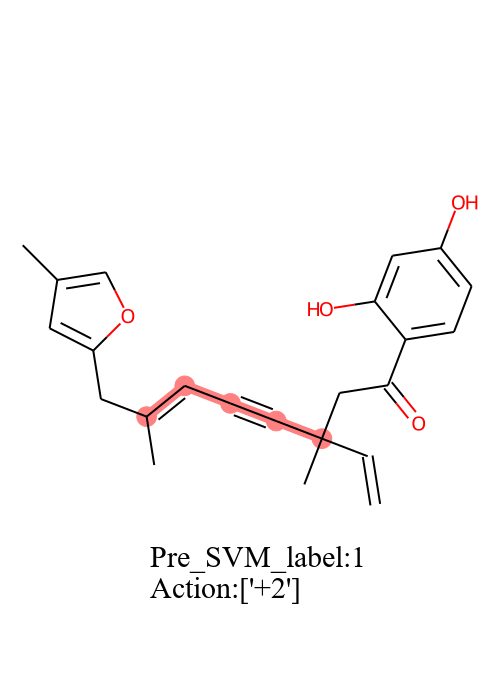 OH
HO
O
O
Pre_SVM_label:1
Action:['+2']